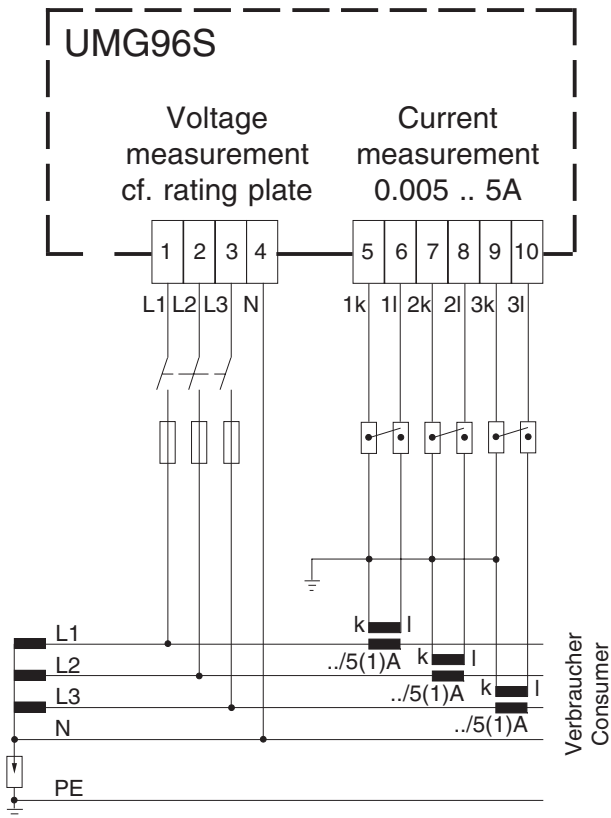 UMG96S
Voltage measurement cf. rating plate
Current measurement 0.005 .. 5A
1 2 3 4
5 6 7 8 9 10
L1 L2 L3 N
1k 1l 2k 2l 3k 3l
L1
k l
../5(1)A
L2
k l
../5(1)A
L3
k l
../5(1)A
N
PE
Verbraucher
Consumer